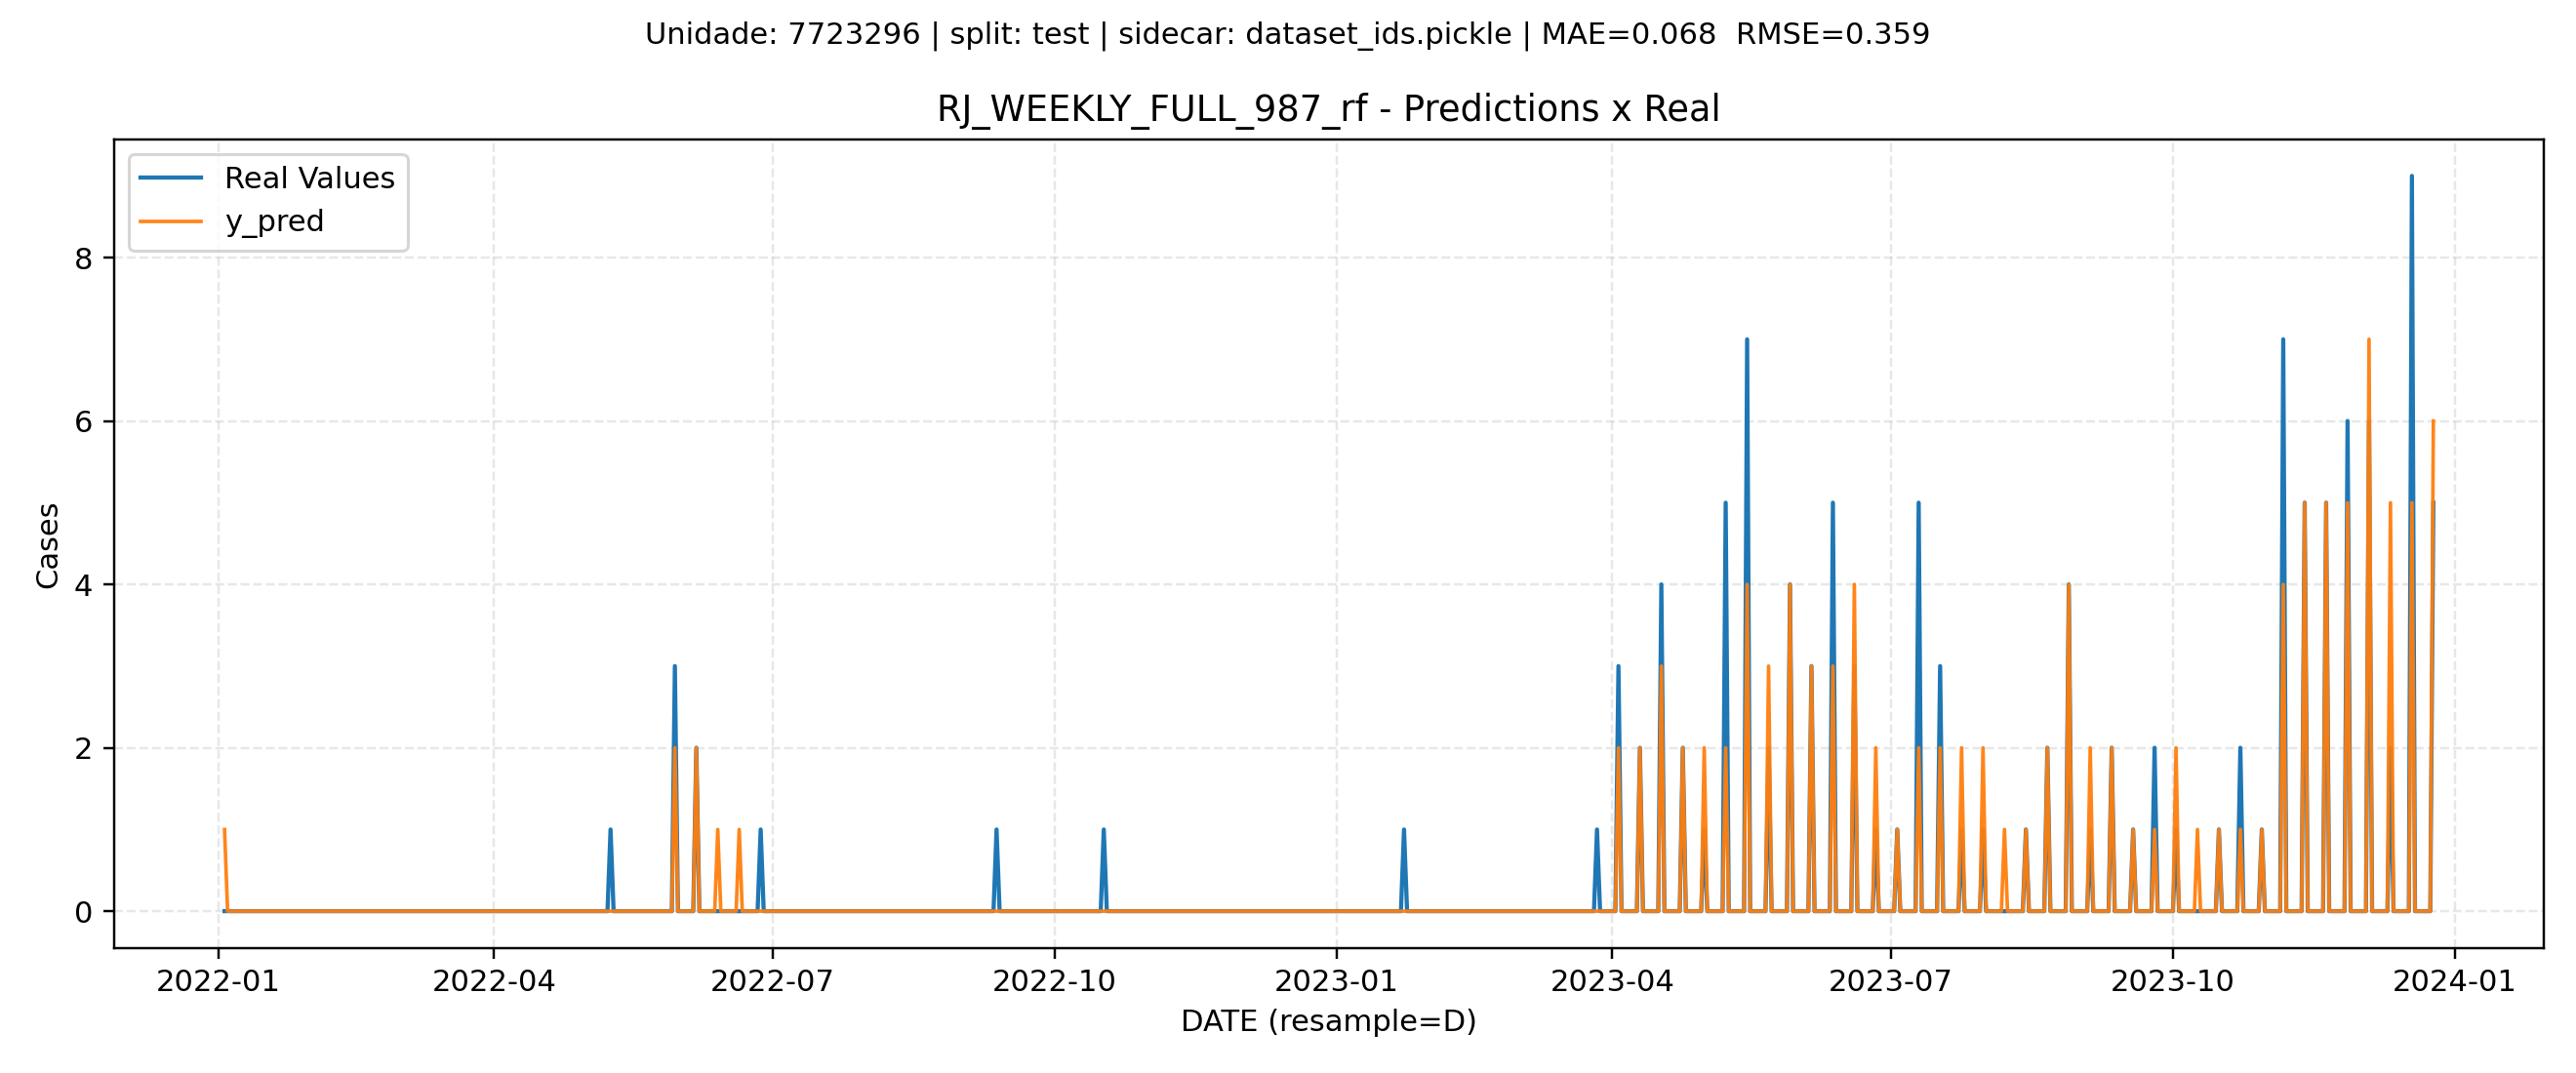 Unidade: 7723296 | split: test | sidecar: dataset_ids.pickle | MAE=0.068  RMSE=0.359
RJ_WEEKLY_FULL_987_rf - Predictions x Real
Real Values
y_pred
Cases
8
6
4
2
0
2022-01 2022-04 2022-07 2022-10 2023-01 2023-04 2023-07 2023-10 2024-01
DATE (resample=D)